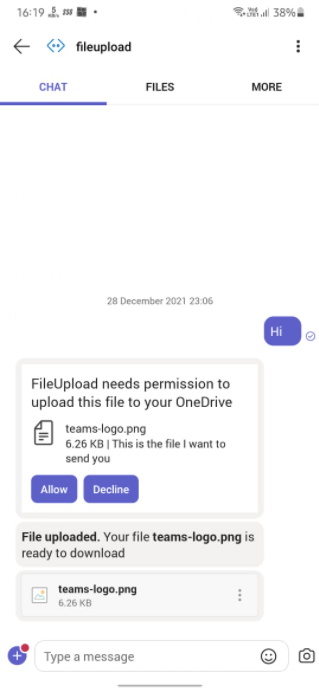 16:19 5 KB/s 38%
fileupload
CHAT FILES MORE
28 December 2021 23:06
Hi
FileUpload needs permission to
upload this file to your OneDrive
teams-logo.png
6.26 KB | This is the file I want to
send you
Allow Decline
File uploaded. Your file teams-logo.png is
ready to download
teams-logo.png
6.26 KB
Type a message